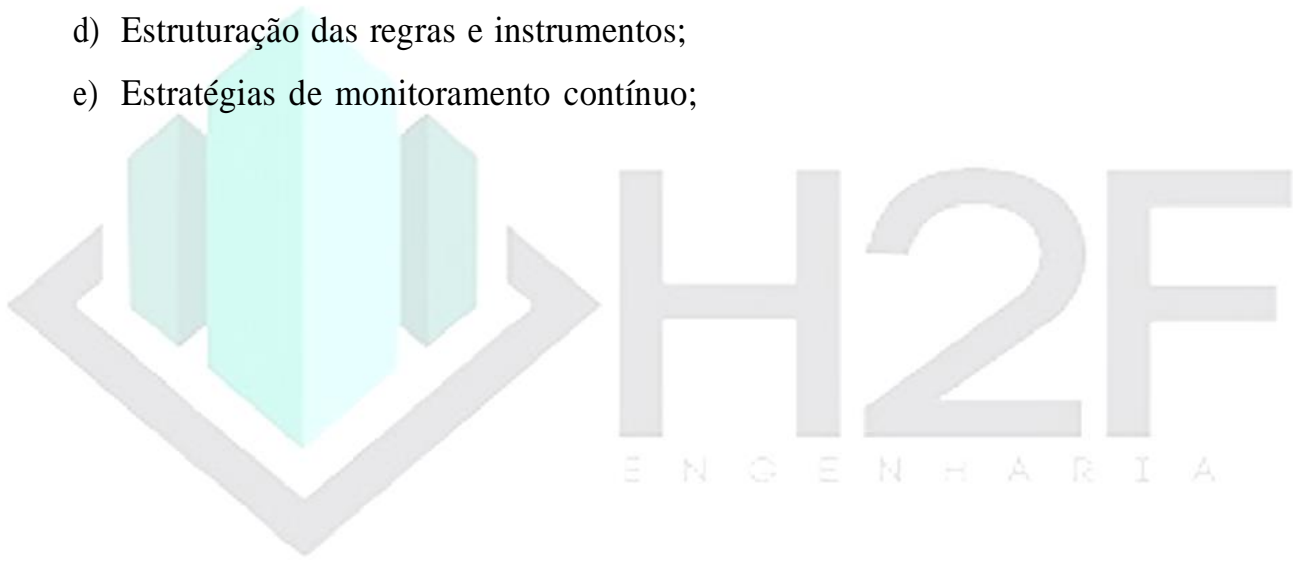 d) Estruturação das regras e instrumentos;
e) Estratégias de monitoramento contínuo;
H2F
ENGENHARIA